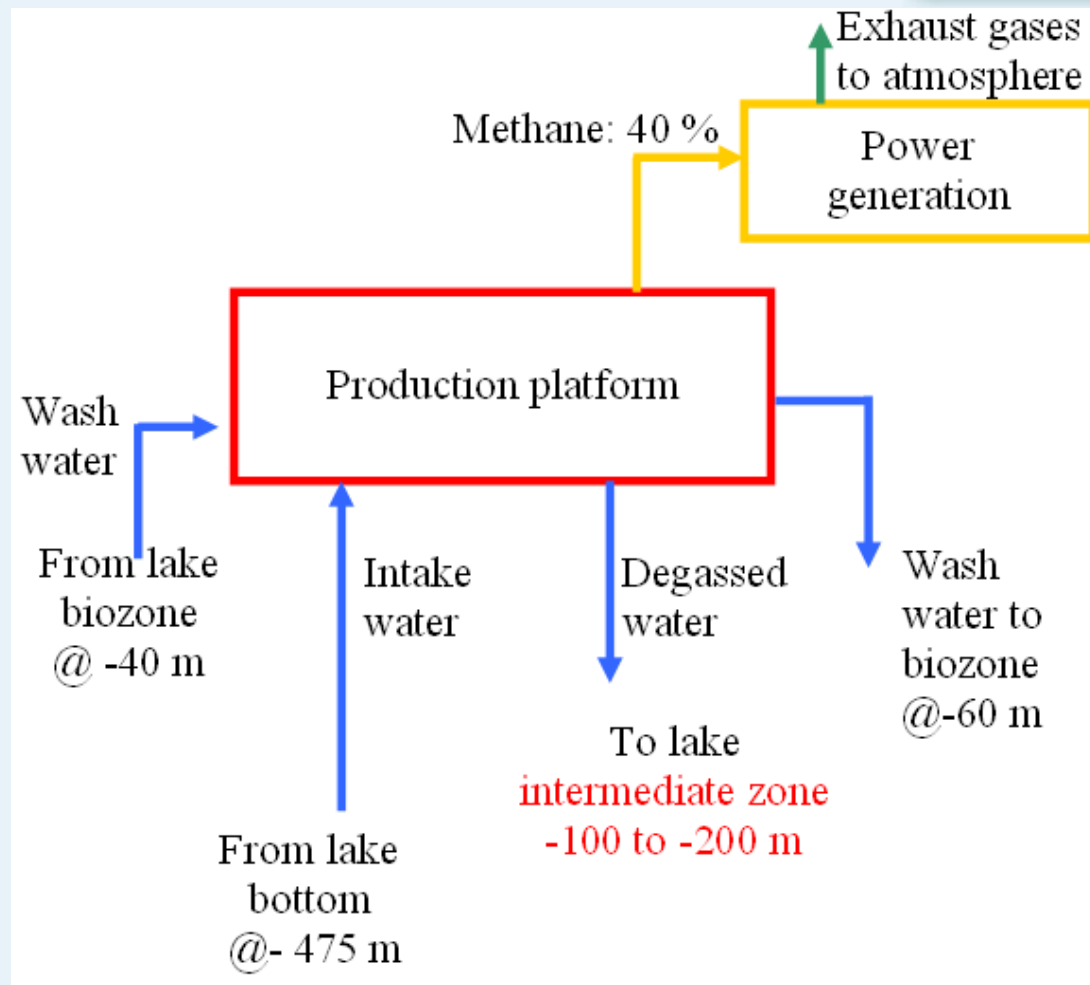 Exhaust gases
to atmosphere
Methane: 40 %
Power
generation
Production platform
Wash
water
From lake
biozone
@ -40 m
Intake
water
Degassed
water
Wash
water to
biozone
@-60 m
To lake
intermediate zone
-100 to -200 m
From lake
bottom
@- 475 m